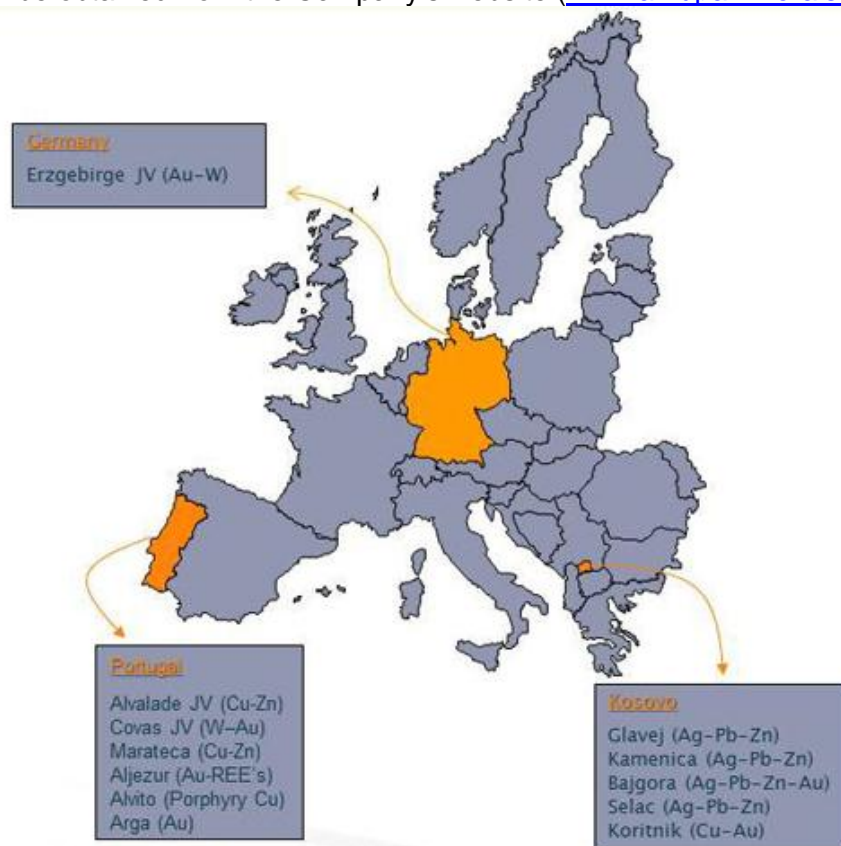 Germany
Erzgebirge JV (Au-W)
Portugal
Alvalade JV (Cu-Zn)
Covas JV (W–Au)
Marateca (Cu-Zn)
Aljezur (Au-REE's)
Alvito (Porphyry Cu)
Arga (Au)
Kosovo
Glavej (Ag-Pb-Zn)
Kamenica (Ag-Pb-Zn)
Bajgora (Ag-Pb-Zn-Au)
Selac (Ag-Pb-Zn)
Koritnik (Cu-Au)